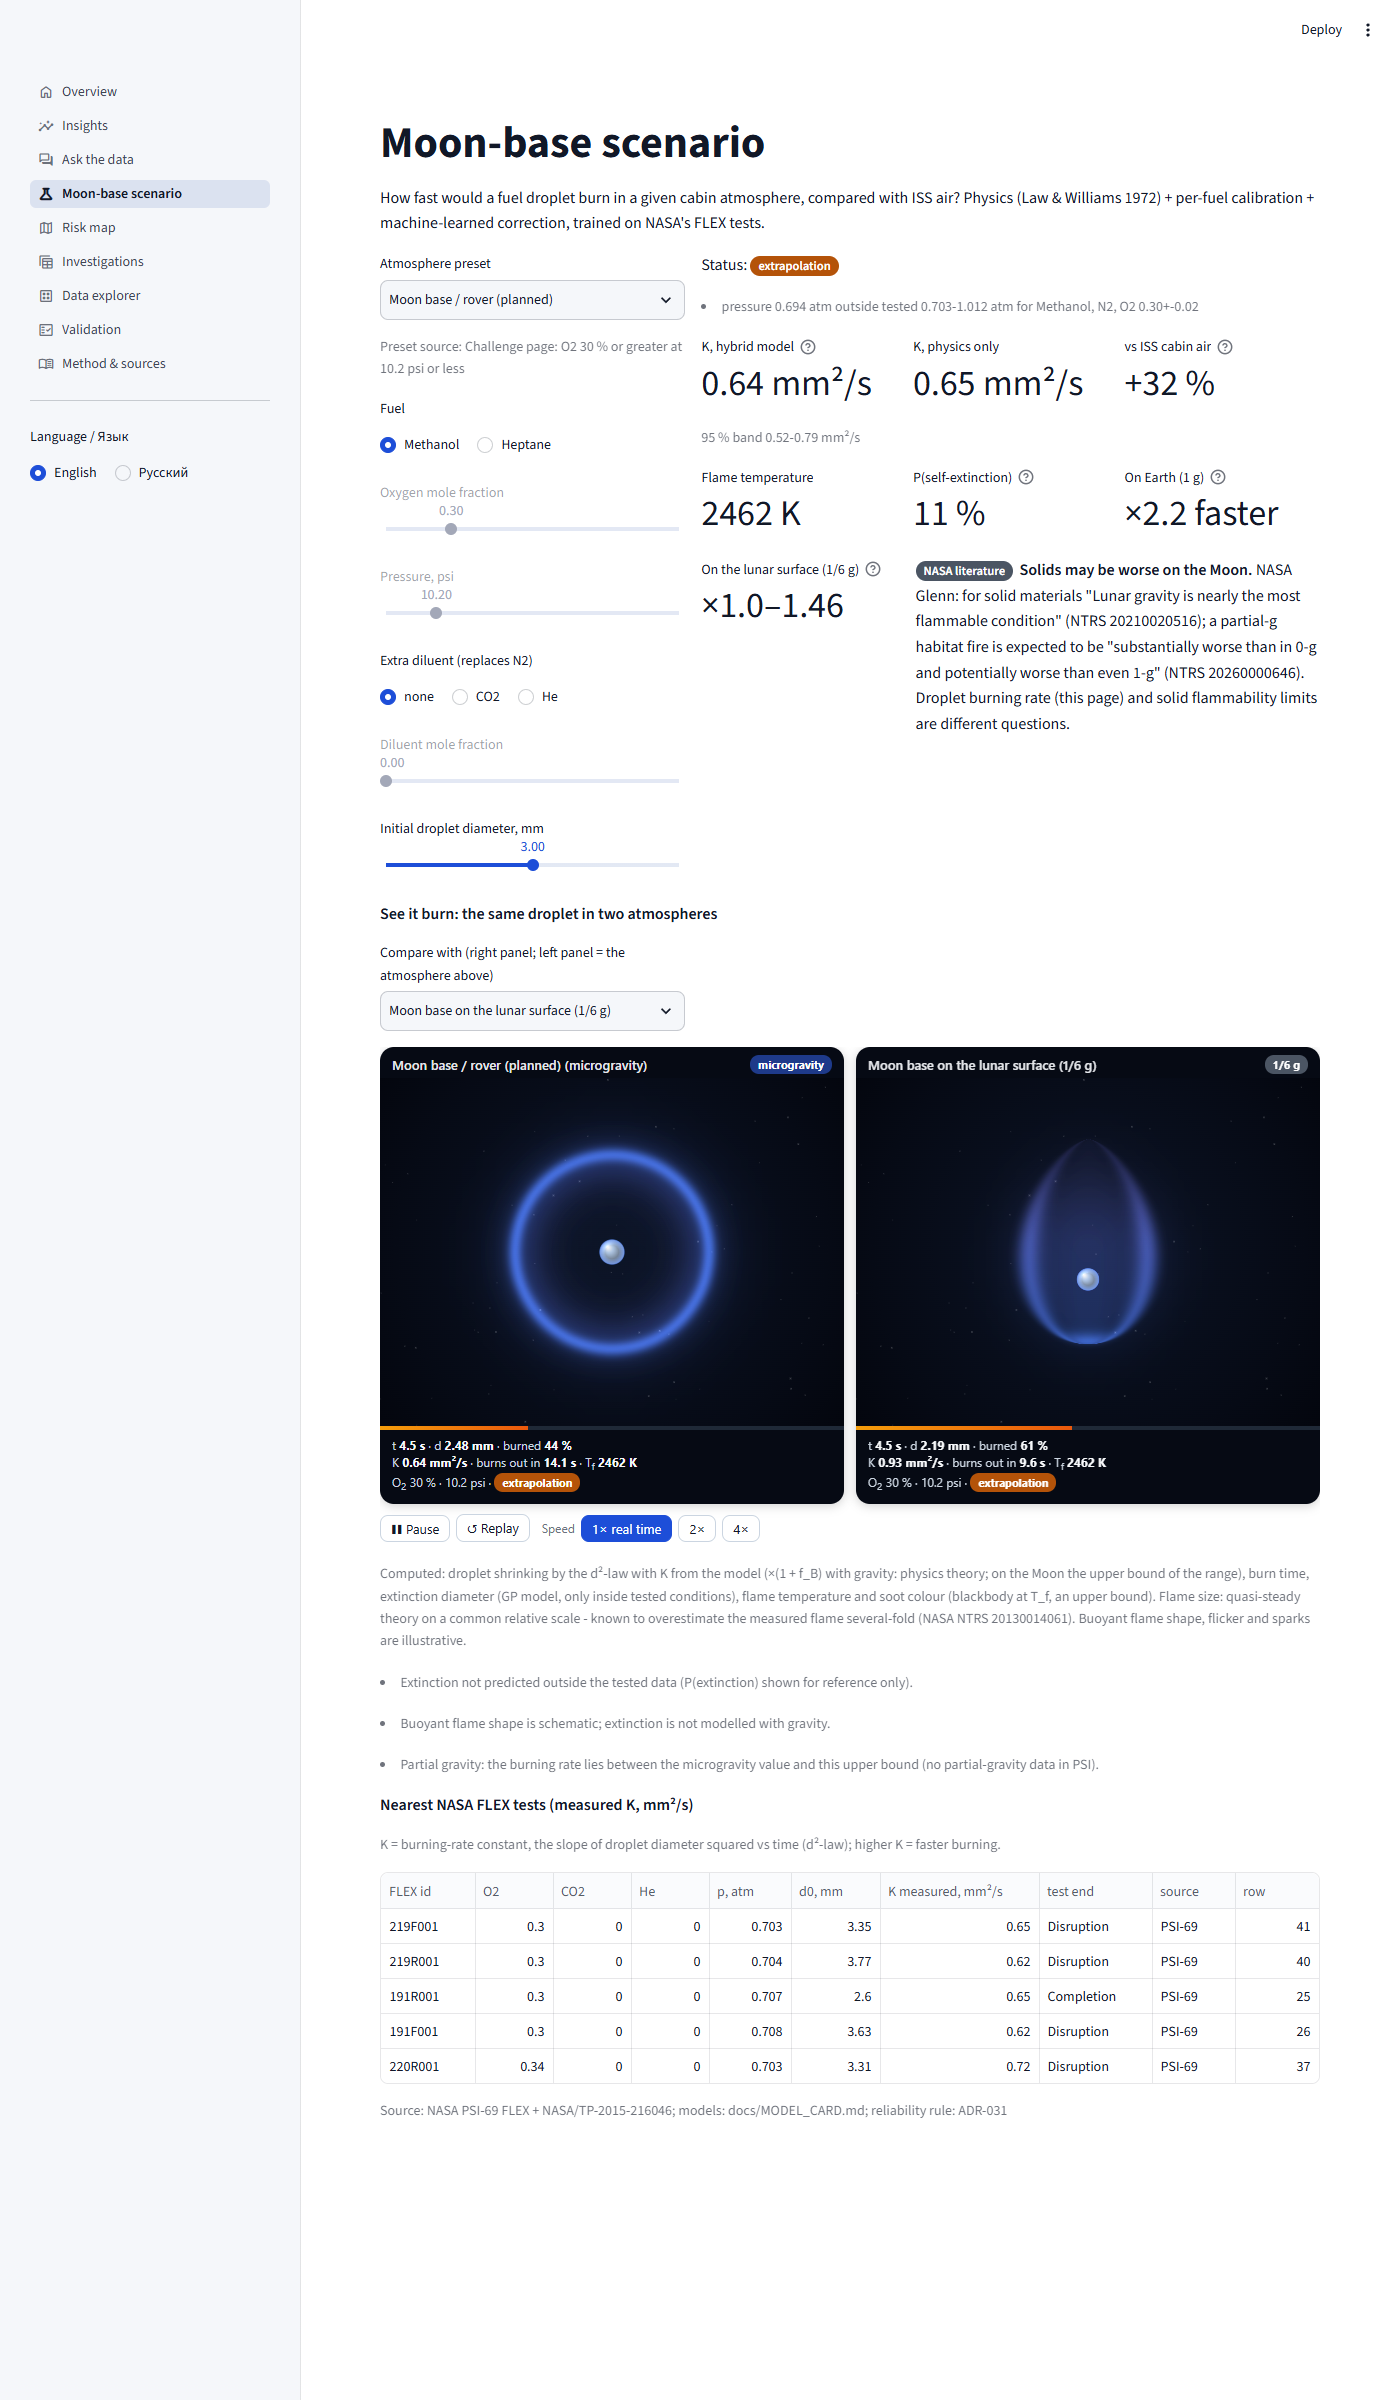 Deploy
Overview
Insights
Ask the data
Moon-base scenario
Risk map
Investigations
Data explorer
Validation
Method & sources
Language / Язык
English
Русский
Moon-base scenario
How fast would a fuel droplet burn in a given cabin atmosphere, compared with ISS air? Physics (Law & Williams 1972) + per-fuel calibration +
machine-learned correction, trained on NASA's FLEX tests.
Atmosphere preset
Moon base / rover (planned)
Preset source: Challenge page: O2 30 % or greater at
10.2 psi or less
Fuel
Methanol
Heptane
Oxygen mole fraction
0.30
Pressure, psi
10.20
Extra diluent (replaces N2)
none
CO2
He
Diluent mole fraction
0.00
Initial droplet diameter, mm
3.00
Status: extrapolation
pressure 0.694 atm outside tested 0.703-1.012 atm for Methanol, N2, O2 0.30+-0.02
K, hybrid model
0.64 mm²/s
95 % band 0.52-0.79 mm²/s
K, physics only
0.65 mm²/s
vs ISS cabin air
+32 %
Flame temperature
2462 K
P(self-extinction)
11 %
On Earth (1 g)
×2.2 faster
On the lunar surface (1/6 g)
×1.0–1.46
NASA literature Solids may be worse on the Moon. NASA
Glenn: for solid materials "Lunar gravity is nearly the most
flammable condition" (NTRS 20210020516); a partial-g
habitat fire is expected to be "substantially worse than in 0-g
and potentially worse than even 1-g" (NTRS 20260000646).
Droplet burning rate (this page) and solid flammability limits
are different questions.
See it burn: the same droplet in two atmospheres
Compare with (right panel; left panel = the
atmosphere above)
Moon base on the lunar surface (1/6 g)
Moon base / rover (planned) (microgravity)
microgravity
t 4.5 s · d 2.48 mm · burned 44 %
K 0.64 mm²/s · burns out in 14.1 s · Tf 2462 K
O₂ 30 % · 10.2 psi · extrapolation
Moon base on the lunar surface (1/6 g)
1/6 g
t 4.5 s · d 2.19 mm · burned 61 %
K 0.93 mm²/s · burns out in 9.6 s · Tf 2462 K
O₂ 30 % · 10.2 psi · extrapolation
Pause
↺ Replay
Speed
1× real time
2×
4×
Computed: droplet shrinking by the d²-law with K from the model (×(1 + f_B) with gravity: physics theory; on the Moon the upper bound of the range), burn time,
extinction diameter (GP model, only inside tested conditions), flame temperature and soot colour (blackbody at T_f, an upper bound). Flame size: quasi-steady
theory on a common relative scale - known to overestimate the measured flame several-fold (NASA NTRS 20130014061). Buoyant flame shape, flicker and sparks
are illustrative.
Extinction not predicted outside the tested data (P(extinction) shown for reference only).
Buoyant flame shape is schematic; extinction is not modelled with gravity.
Partial gravity: the burning rate lies between the microgravity value and this upper bound (no partial-gravity data in PSI).
Nearest NASA FLEX tests (measured K, mm²/s)
K = burning-rate constant, the slope of droplet diameter squared vs time (d²-law); higher K = faster burning.
FLEX id O2 CO2 He p, atm d0, mm K measured, mm²/s test end source row
219F001 0.3 0 0 0.703 3.35 0.65 Disruption PSI-69 41
219R001 0.3 0 0 0.704 3.77 0.62 Disruption PSI-69 40
191R001 0.3 0 0 0.707 2.6 0.65 Completion PSI-69 25
191F001 0.3 0 0 0.708 3.63 0.62 Disruption PSI-69 26
220R001 0.34 0 0 0.703 3.31 0.72 Disruption PSI-69 37
Source: NASA PSI-69 FLEX + NASA/TP-2015-216046; models: docs/MODEL_CARD.md; reliability rule: ADR-031